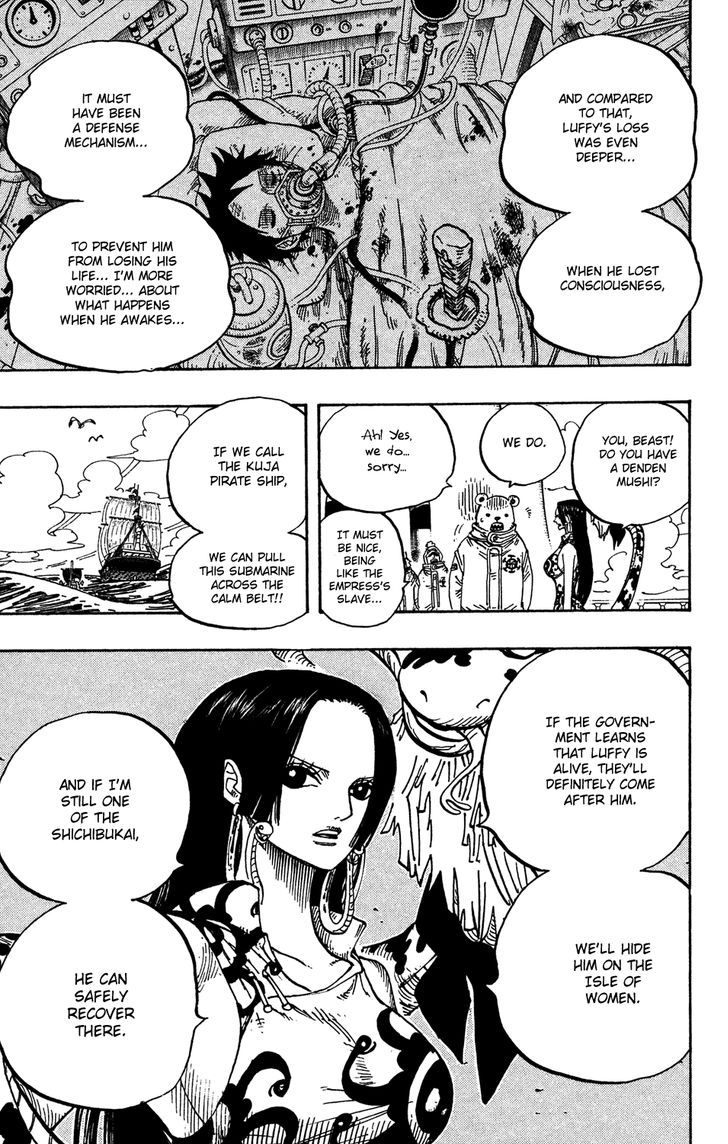 AND COMPARED
TO THAT,
LUFFY'S LOSS
WAS EVEN
DEEPER...
WHEN HE LOST
CONSCIOUSNESS,
IT MUST
HAVE BEEN
A DEFENSE
MECHANISM...
TO PREVENT HIM
FROM LOSING HIS
LIFE... I'M MORE
WORRIED... ABOUT
WHAT HAPPENS
WHEN HE AWAKES...
YOU, BEAST!
DO YOU HAVE
A DENDEN
MUSHI?
WE DO.
Ah! Yes,
we do...
sorry...
IT MUST
BE NICE,
BEING
LIKE THE
EMPRESS'S
SLAVE...
IF WE CALL
THE KUJA
PIRATE SHIP,
WE CAN PULL
THIS SUBMARINE
ACROSS THE
CALM BELT!!
IF THE GOVERN-
MENT LEARNS
THAT LUFFY IS
ALIVE, THEY'LL
DEFINITELY COME
AFTER HIM.
WE'LL HIDE
HIM ON THE
ISLE OF
WOMEN.
AND IF I'M
STILL ONE
OF THE
SHICHIBUKAI,
HE CAN
SAFELY
RECOVER
THERE.